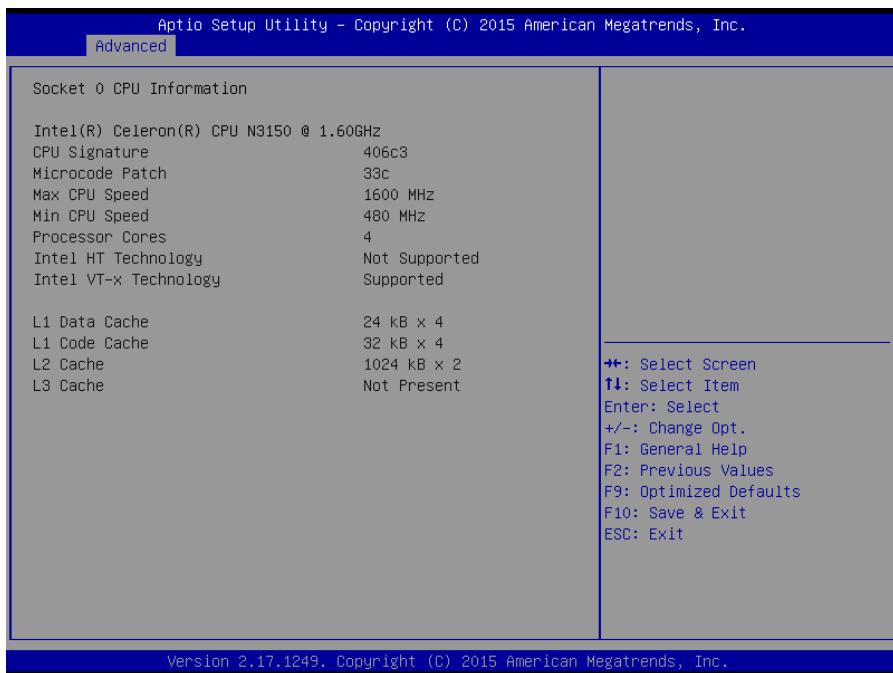 Aptio Setup Utility – Copyright (C) 2015 American Megatrends, Inc.
Advanced
Socket 0 CPU Information
Intel(R) Celeron(R) CPU N3150 @ 1.60GHz
CPU Signature 406c3
Microcode Patch 33c
Max CPU Speed 1600 MHz
Min CPU Speed 480 MHz
Processor Cores 4
Intel HT Technology Not Supported
Intel VT-x Technology Supported
L1 Data Cache 24 kB x 4
L1 Code Cache 32 kB x 4
L2 Cache 1024 kB x 2
L3 Cache Not Present
→←: Select Screen
↑↓: Select Item
Enter: Select
+/-: Change Opt.
F1: General Help
F2: Previous Values
F9: Optimized Defaults
F10: Save & Exit
ESC: Exit
Version 2.17.1249. Copyright (C) 2015 American Megatrends, Inc.